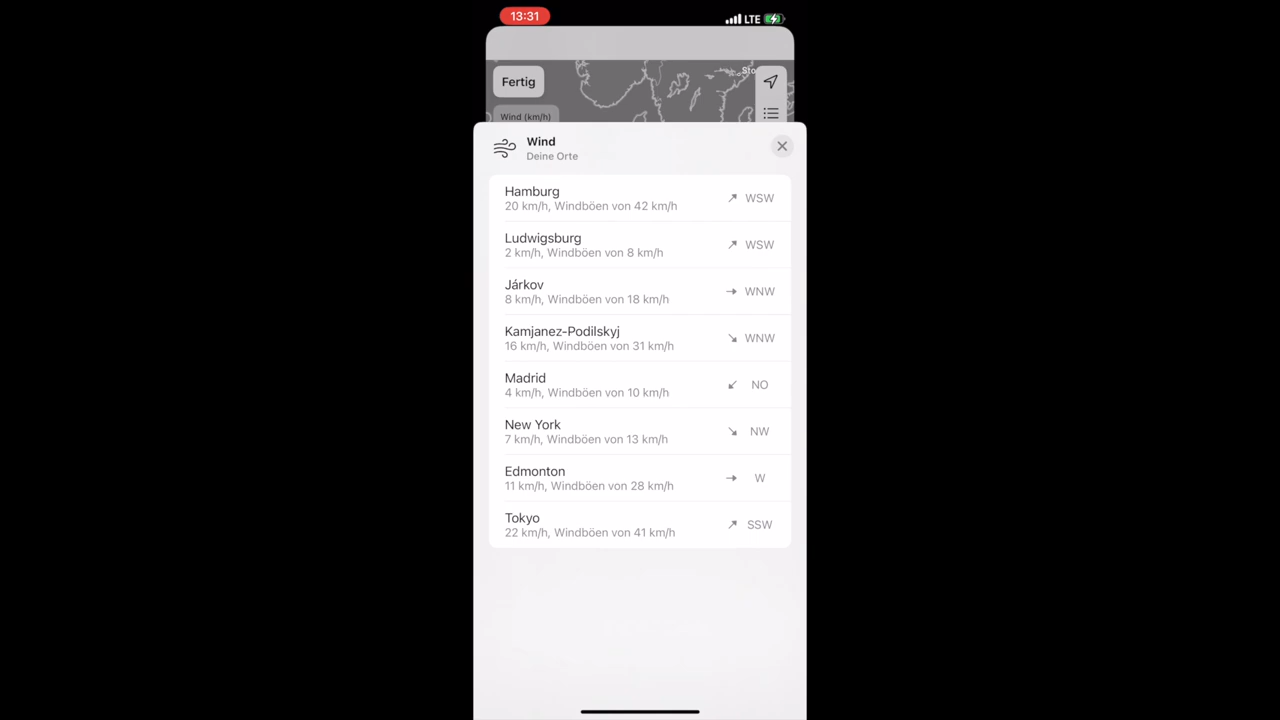 13:31
LTE
Sto
Fertig
Wind (km/h)
Wind
Deine Orte
Hamburg
20 km/h, Windböen von 42 km/h
WSW
Ludwigsburg
2 km/h, Windböen von 8 km/h
WSW
Járkov
8 km/h, Windböen von 18 km/h
WNW
Kamjanez-Podilskyj
16 km/h, Windböen von 31 km/h
WNW
Madrid
4 km/h, Windböen von 10 km/h
NO
New York
7 km/h, Windböen von 13 km/h
NW
Edmonton
11 km/h, Windböen von 28 km/h
W
Tokyo
22 km/h, Windböen von 41 km/h
SSW